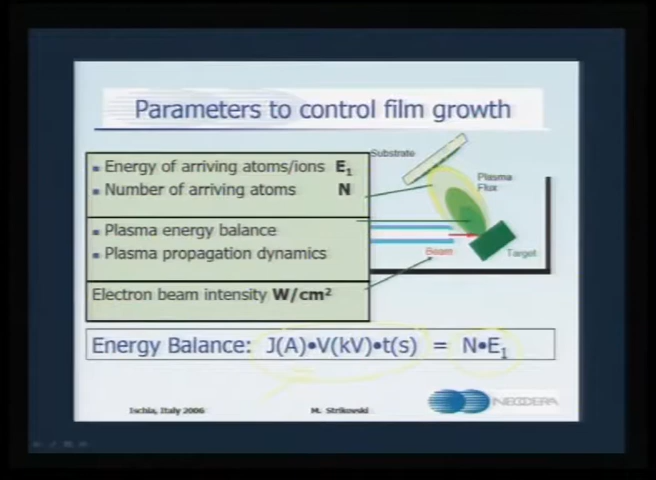 Parameters to control film growth
Energy of arriving atoms/ions E1
Number of arriving atoms N
Plasma energy balance
Plasma propagation dynamics
Electron beam intensity W/cm²
Substrate
Plasma
Flux
Beam
Target
Energy Balance: J(A)•V(kV)•t(s) = N•E1
Ischia, Italy 2006
M. Strikovski
NEOCERA